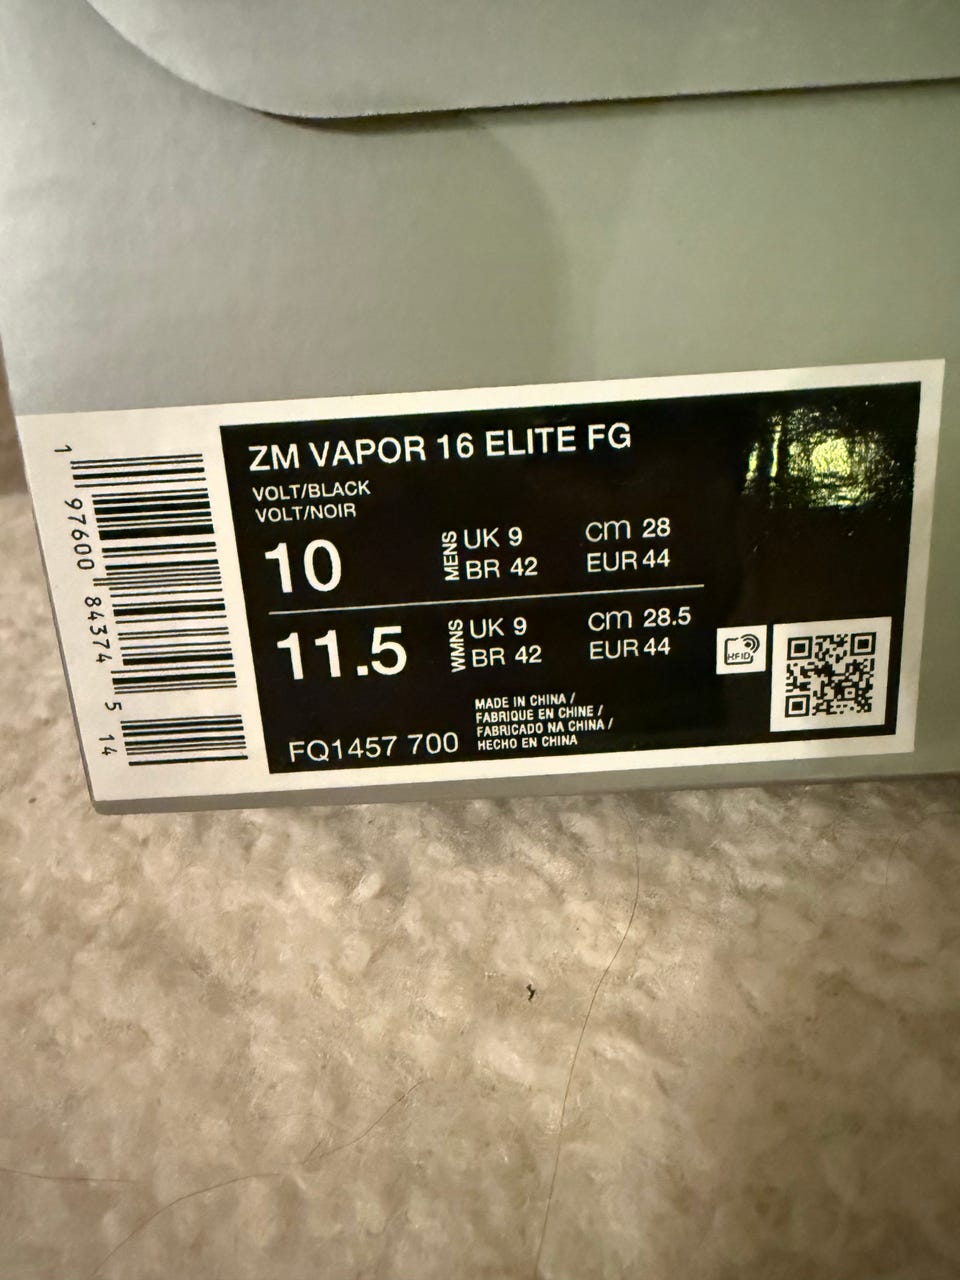 ZM VAPOR 16 ELITE FG
VOLT/BLACK
VOLT/NOIR
10 MENS UK 9 cm 28
BR 42 EUR 44
11.5 WMNS UK 9 cm 28.5
BR 42 EUR 44
RFID
MADE IN CHINA /
FABRIQUE EN CHINE /
FABRICADO NA CHINA /
HECHO EN CHINA
FQ1457 700
1 97600 84374 5 14